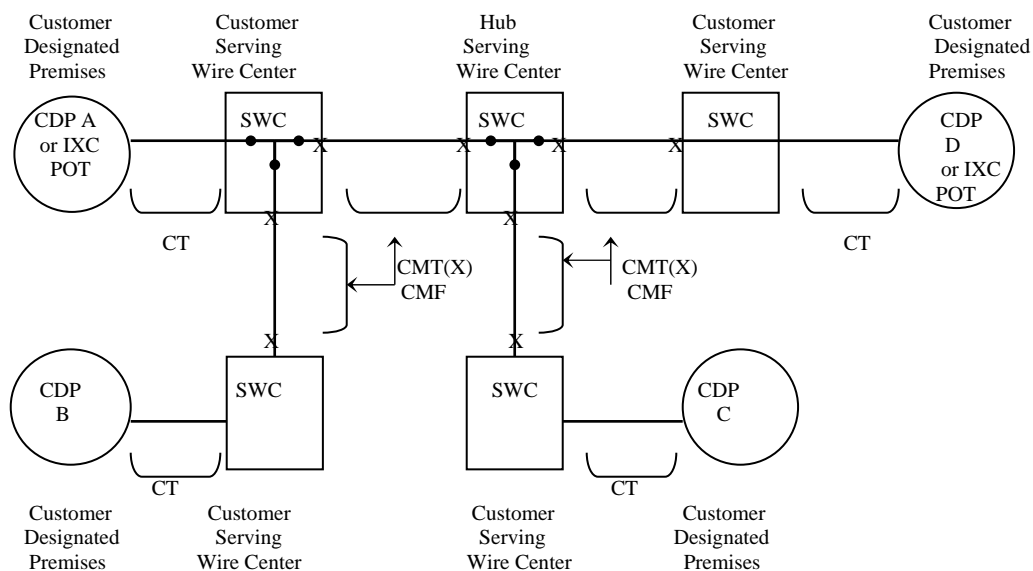 Customer
Designated
Premises
Customer
Serving
Wire Center
Hub
Serving
Wire Center
Customer
Serving
Wire Center
Customer
Designated
Premises
CDP A
or IXC
POT
SWC
X
X
SWC
X
X
SWC
CDP
D
or IXC
POT
X
X
CT
CT
CMT(X)
CMF
CMT(X)
CMF
X
X
CDP
B
SWC
SWC
CDP
C
CT
CT
Customer
Designated
Premises
Customer
Serving
Wire Center
Customer
Serving
Wire Center
Customer
Designated
Premises